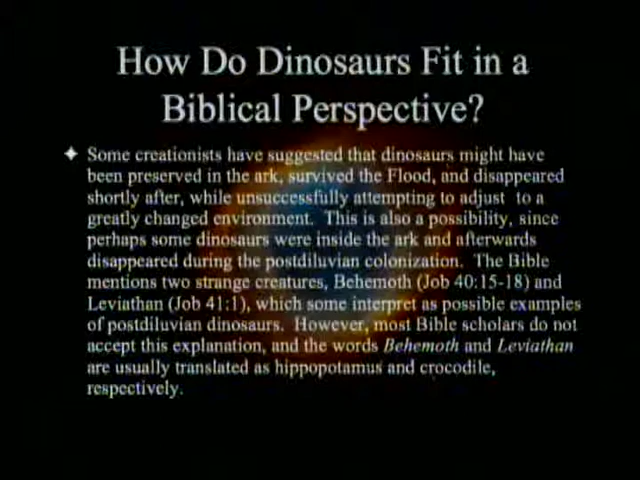 How Do Dinosaurs Fit in a
Biblical Perspective?
✦ Some creationists have suggested that dinosaurs might have
been preserved in the ark, survived the Flood, and disappeared
shortly after, while unsuccessfully attempting to adjust to a
greatly changed environment. This is also a possibility, since
perhaps some dinosaurs were inside the ark and afterwards
disappeared during the postdiluvian colonization. The Bible
mentions two strange creatures, Behemoth (Job 40:15-18) and
Leviathan (Job 41:1), which some interpret as possible examples
of postdiluvian dinosaurs. However, most Bible scholars do not
accept this explanation, and the words Behemoth and Leviathan
are usually translated as hippopotamus and crocodile,
respectively.